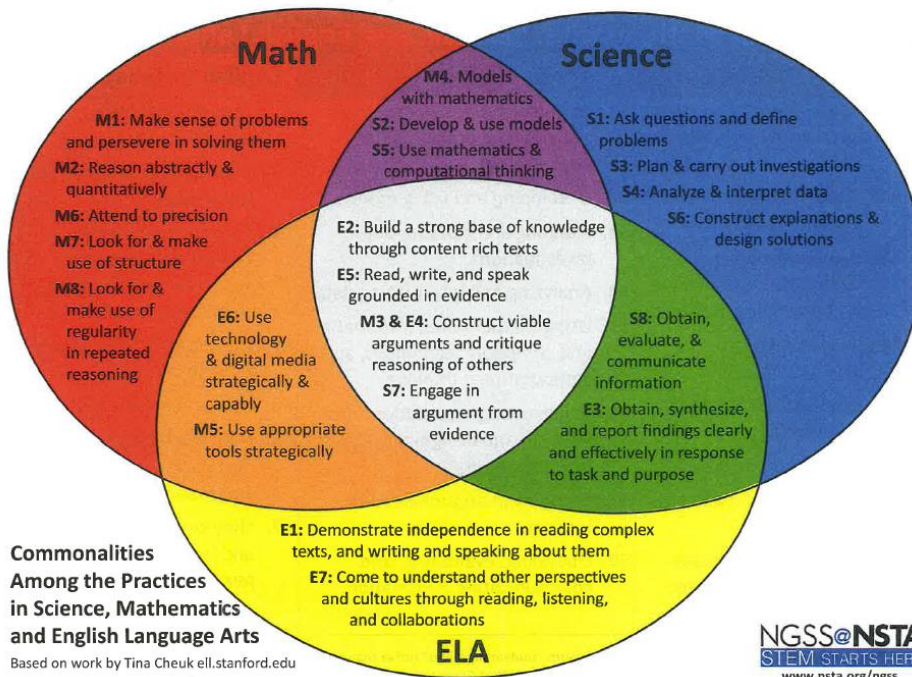 Math
Science
M1: Make sense of problems
and persevere in solving them
M2: Reason abstractly &
quantitatively
M6: Attend to precision
M7: Look for & make
use of structure
M8: Look for &
make use of
regularity
in repeated
reasoning
M4. Models
with mathematics
S2: Develop & use models
S5: Use mathematics &
computational thinking
S1: Ask questions and define
problems
S3: Plan & carry out investigations
S4: Analyze & interpret data
S6: Construct explanations &
design solutions
E2: Build a strong base of knowledge
through content rich texts
E5: Read, write, and speak
grounded in evidence
M3 & E4: Construct viable
arguments and critique
reasoning of others
S7: Engage in
argument from
evidence
E6: Use
technology
& digital media
strategically &
capably
M5: Use appropriate
tools strategically
S8: Obtain,
evaluate, &
communicate
information
E3: Obtain, synthesize,
and report findings clearly
and effectively in response
to task and purpose
E1: Demonstrate independence in reading complex
texts, and writing and speaking about them
E7: Come to understand other perspectives
and cultures through reading, listening,
and collaborations
ELA
Commonalities
Among the Practices
in Science, Mathematics
and English Language Arts
Based on work by Tina Cheuk ell.stanford.edu
NGSS@NSTA
STEM STARTS HER
www.nsta.org/ngss